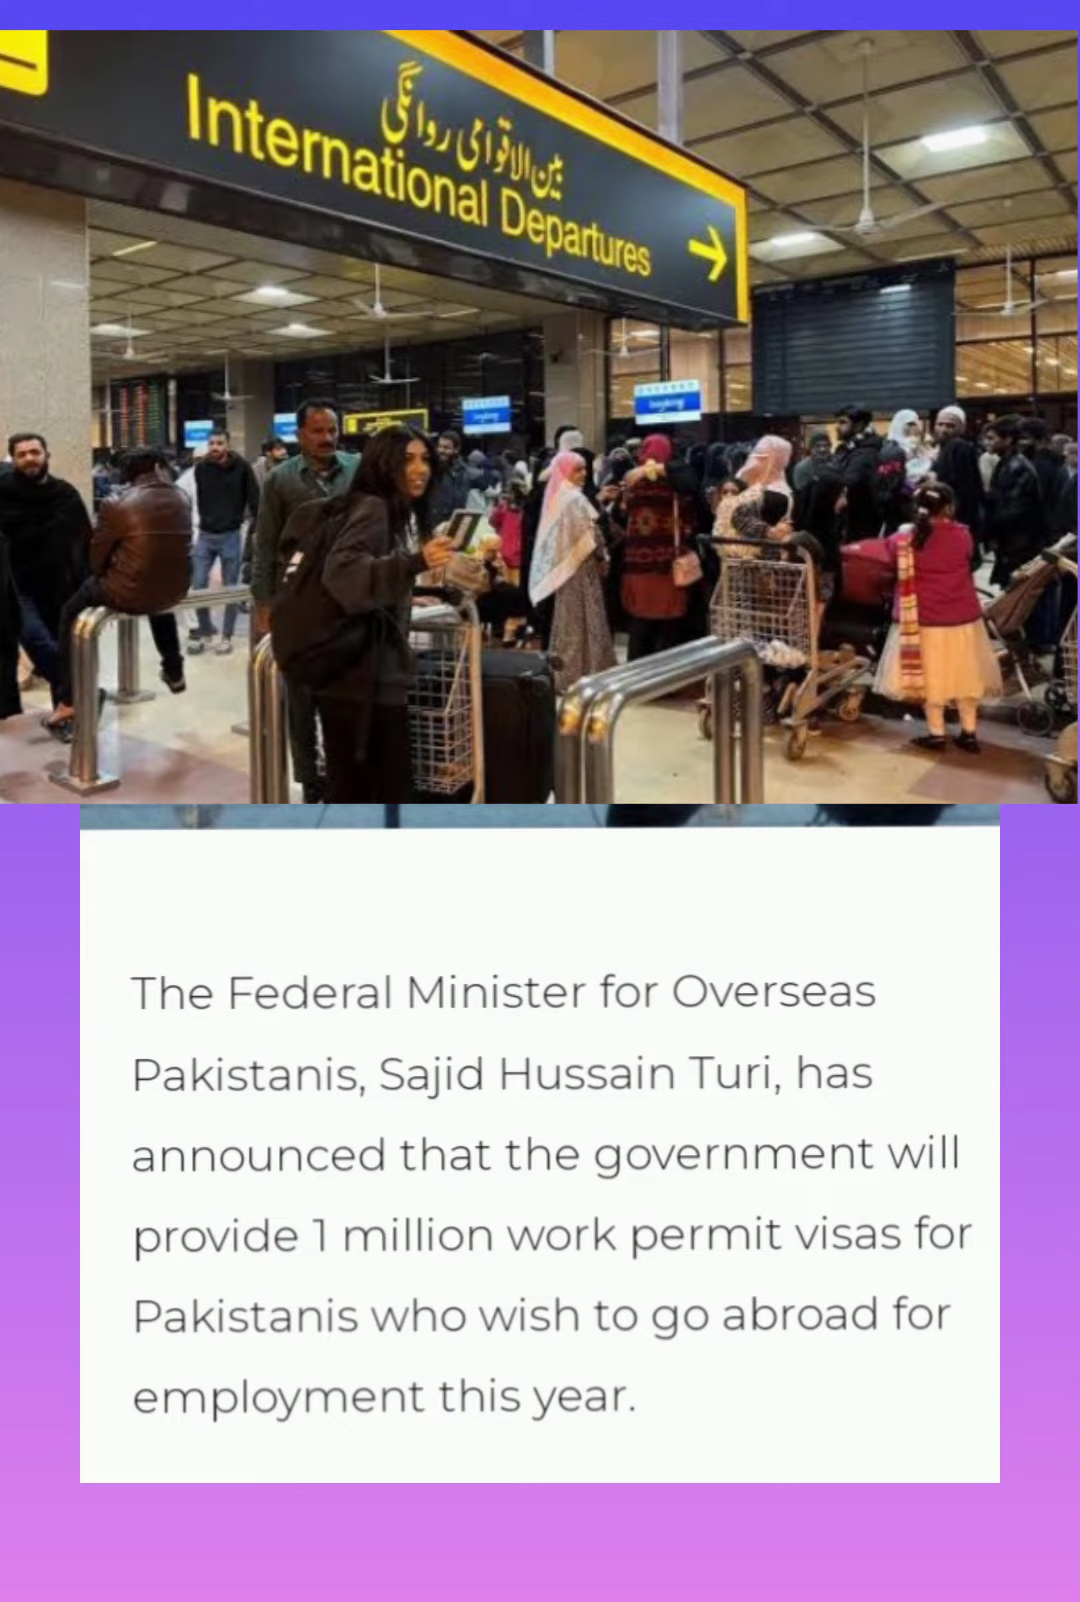 بین الاقوامی روانگی
International Departures
The Federal Minister for Overseas
Pakistanis, Sajid Hussain Turi, has
announced that the government will
provide 1 million work permit visas for
Pakistanis who wish to go abroad for
employment this year.